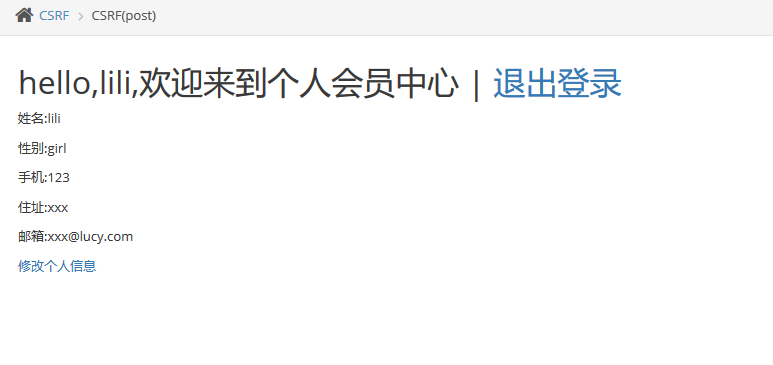 CSRF > CSRF(post)
hello,lili,欢迎来到个人会员中心 | 退出登录
姓名:lili
性别:girl
手机:123
住址:xxx
邮箱:xxx@lucy.com
修改个人信息